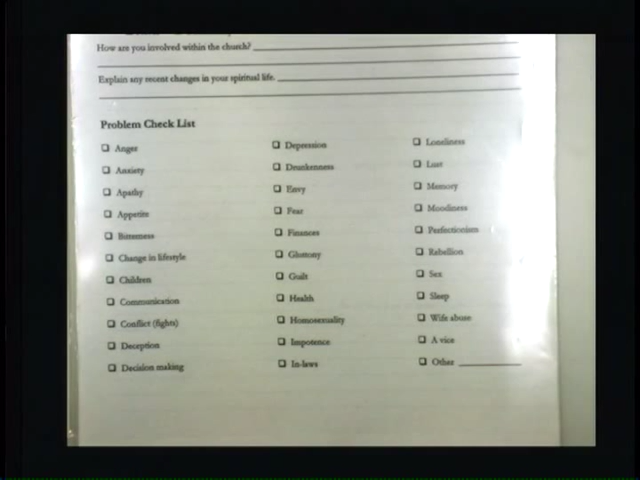 How are you involved within the church?
Explain any recent changes in your spiritual life.
Problem Check List
❑ Anger
❑ Anxiety
❑ Apathy
❑ Appetite
❑ Bitterness
❑ Change in lifestyle
❑ Children
❑ Communication
❑ Conflict (fights)
❑ Deception
❑ Decision making
❑ Depression
❑ Drunkenness
❑ Envy
❑ Fear
❑ Finances
❑ Gluttony
❑ Guilt
❑ Health
❑ Homosexuality
❑ Impotence
❑ In-laws
❑ Loneliness
❑ Lust
❑ Memory
❑ Moodiness
❑ Perfectionism
❑ Rebellion
❑ Sex
❑ Sleep
❑ Wife abuse
❑ A vice
❑ Other